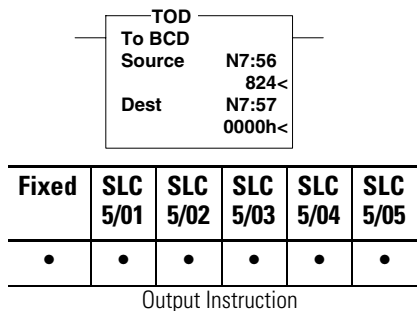 TOD
To BCD
Source N7:56
824<
Dest N7:57
0000h<
Fixed SLC 5/01 SLC 5/02 SLC 5/03 SLC 5/04 SLC 5/05
• • • • • •
Output Instruction